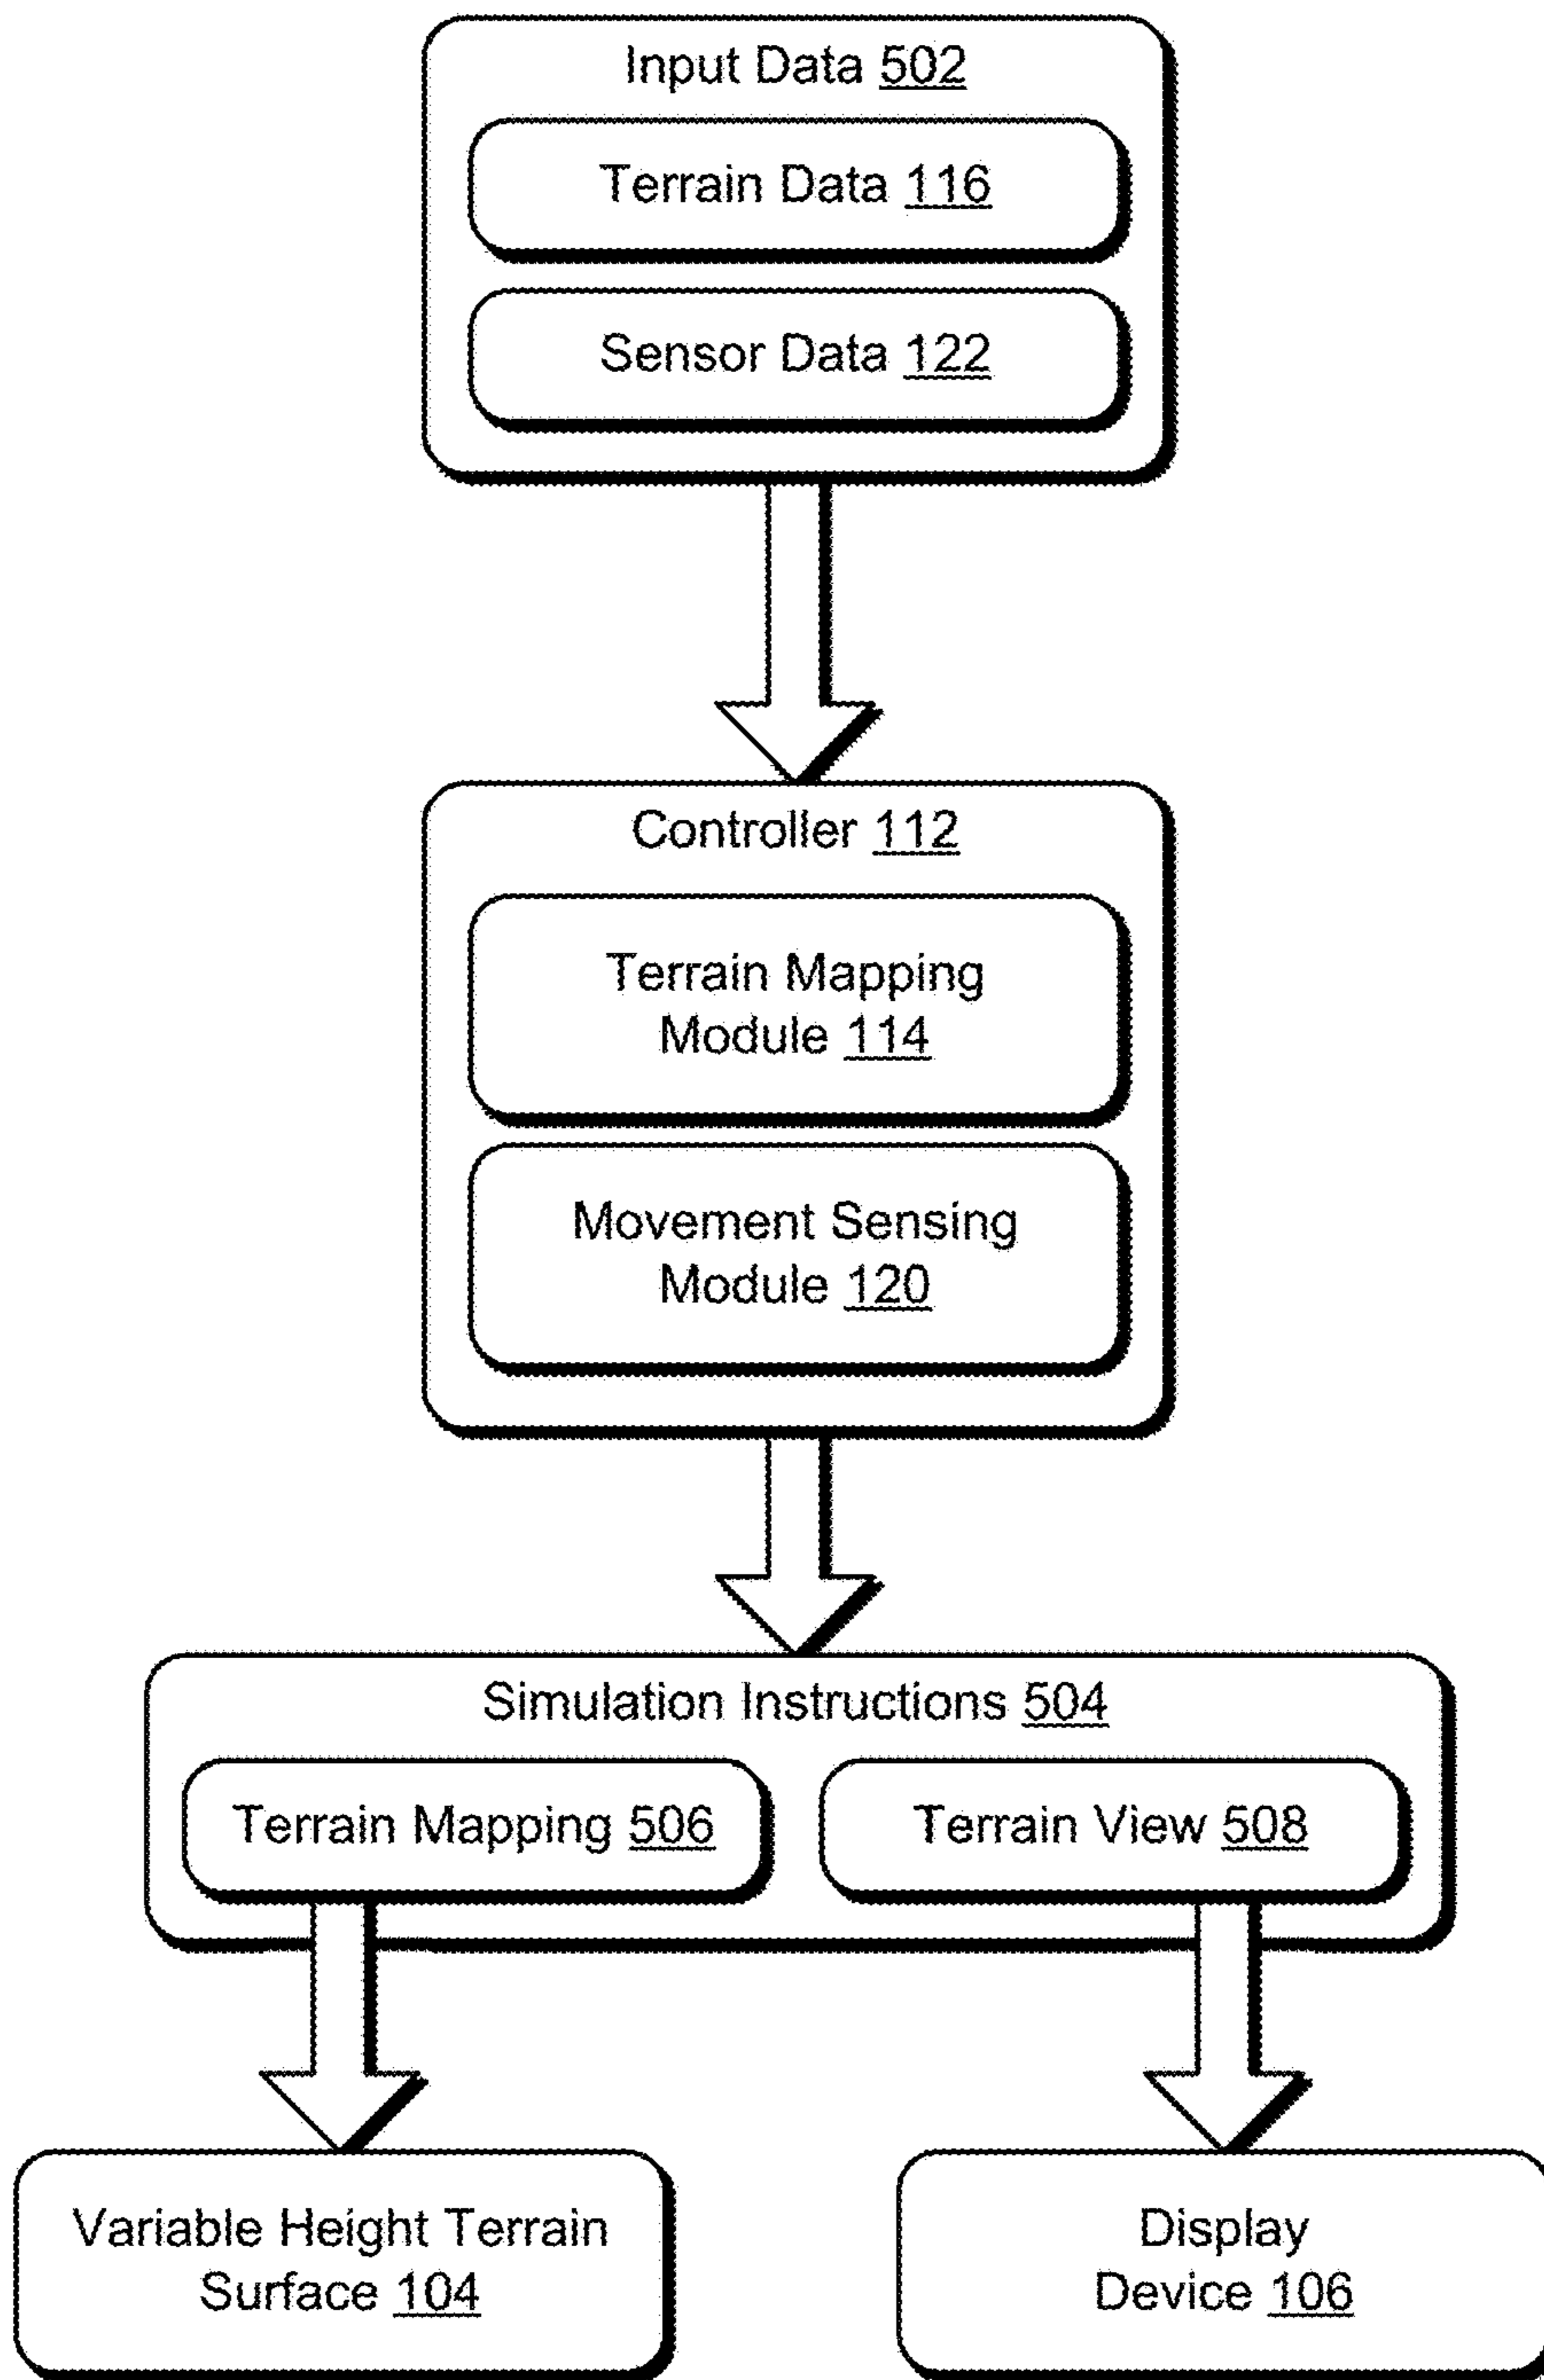 Input Data 502
Terrain Data 116
Sensor Data 122
Controller 112
Terrain Mapping
Module 114
Movement Sensing
Module 120
Simulation Instructions 504
Terrain Mapping 506
Terrain View 508
Variable Height Terrain
Surface 104
Display
Device 106